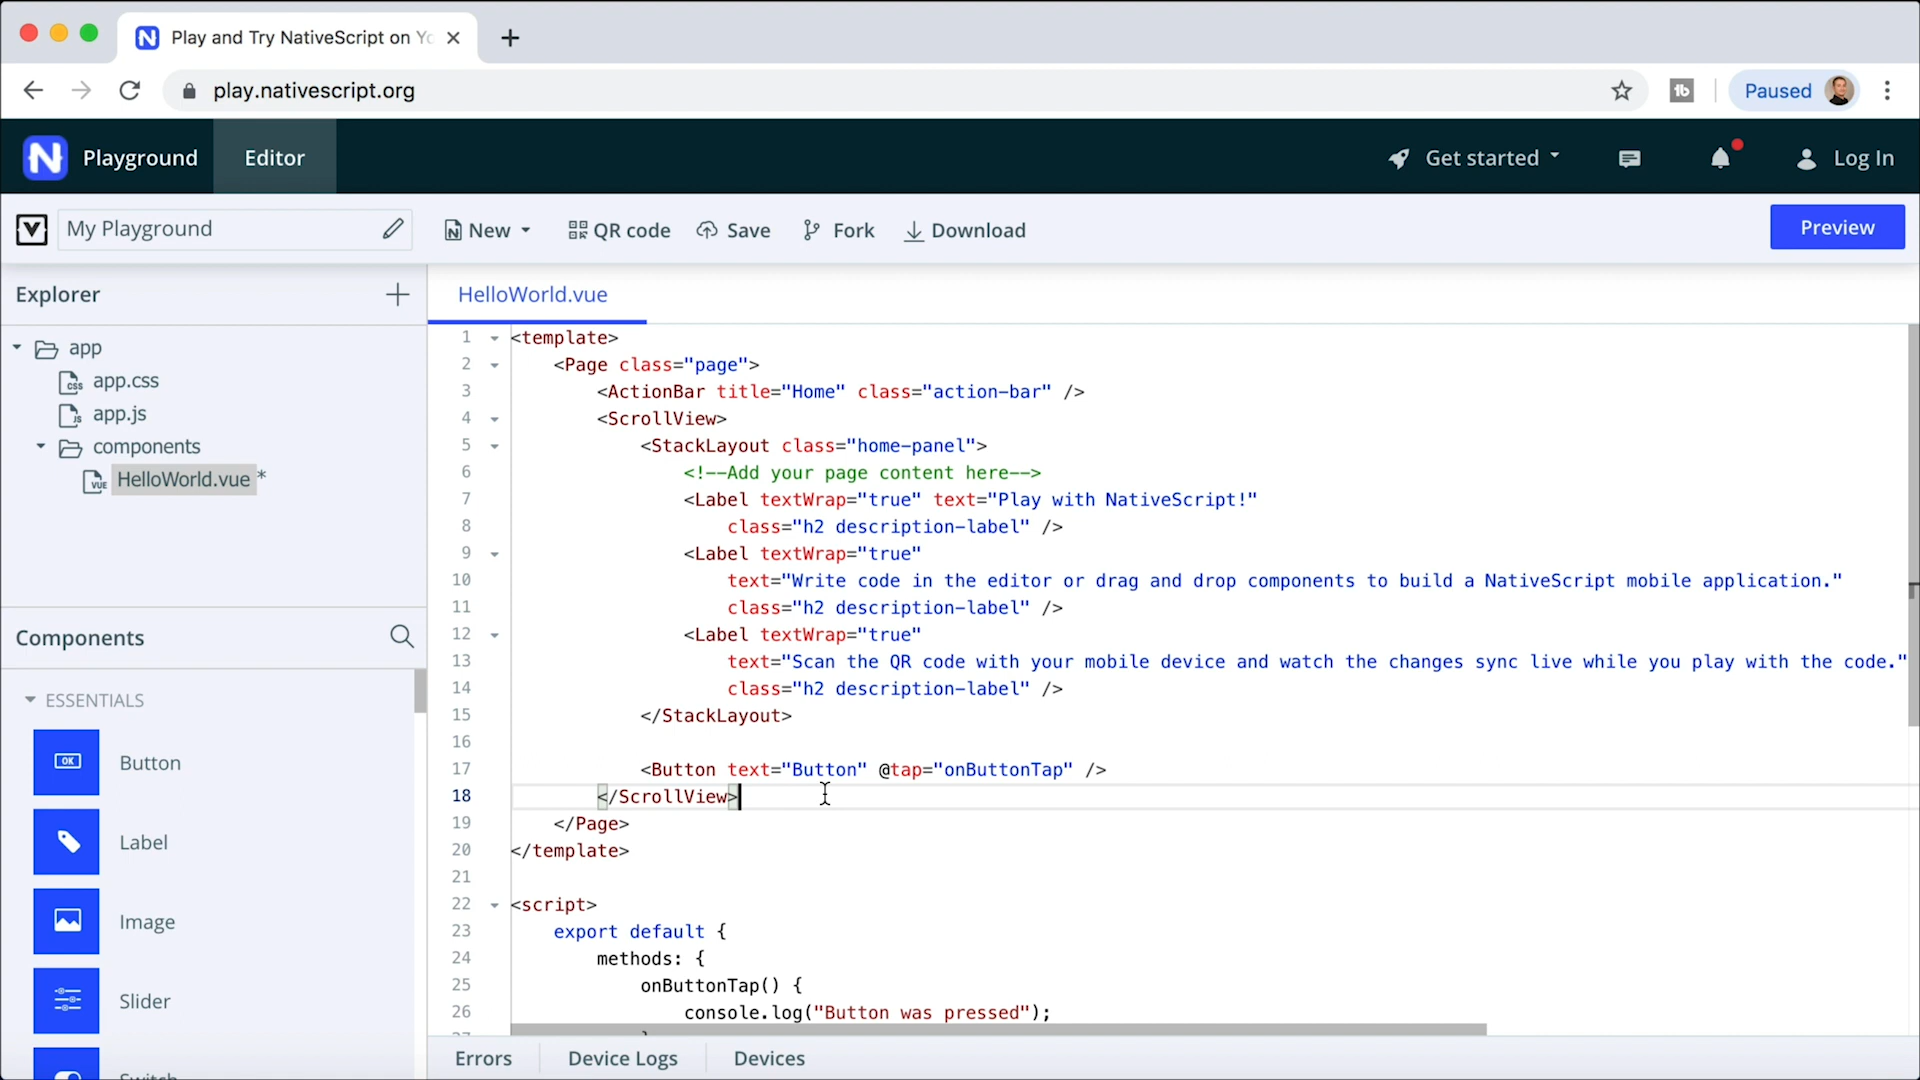 Play and Try NativeScript on Yo
play.nativescript.org
Paused
Playground
Editor
Get started
Log In
My Playground
New
QR code
Save
Fork
Download
Preview
Explorer
app
app.css
app.js
components
HelloWorld.vue *
Components
ESSENTIALS
Button
Label
Image
Slider
Switch
HelloWorld.vue
1 <template>
2 <Page class="page">
3 <ActionBar title="Home" class="action-bar" />
4 <ScrollView>
5 <StackLayout class="home-panel">
6 <!--Add your page content here-->
7 <Label textWrap="true" text="Play with NativeScript!"
8 class="h2 description-label" />
9 <Label textWrap="true"
10 text="Write code in the editor or drag and drop components to build a NativeScript mobile application."
11 class="h2 description-label" />
12 <Label textWrap="true"
13 text="Scan the QR code with your mobile device and watch the changes sync live while you play with the code."
14 class="h2 description-label" />
15 </StackLayout>
16
17 <Button text="Button" @tap="onButtonTap" />
18 </ScrollView>
19 </Page>
20 </template>
21
22 <script>
23 export default {
24 methods: {
25 onButtonTap() {
26 console.log("Button was pressed");
Errors
Device Logs
Devices